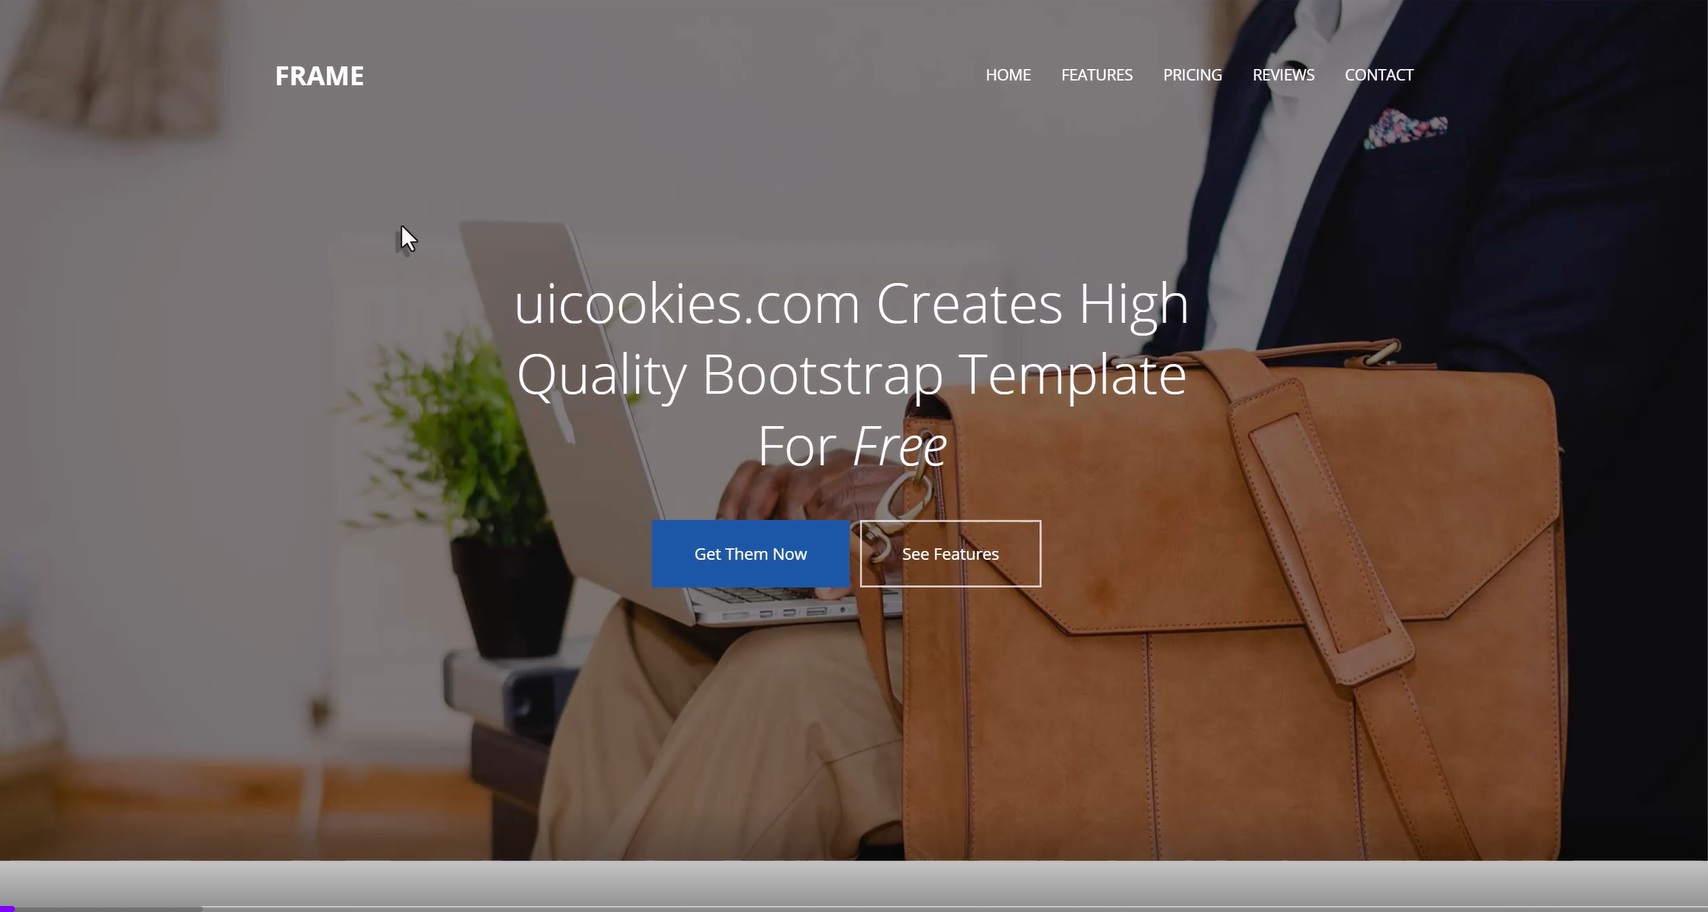 FRAME
HOME FEATURES PRICING REVIEWS CONTACT
uicookies.com Creates High
Quality Bootstrap Template
For Free
Get Them Now See Features